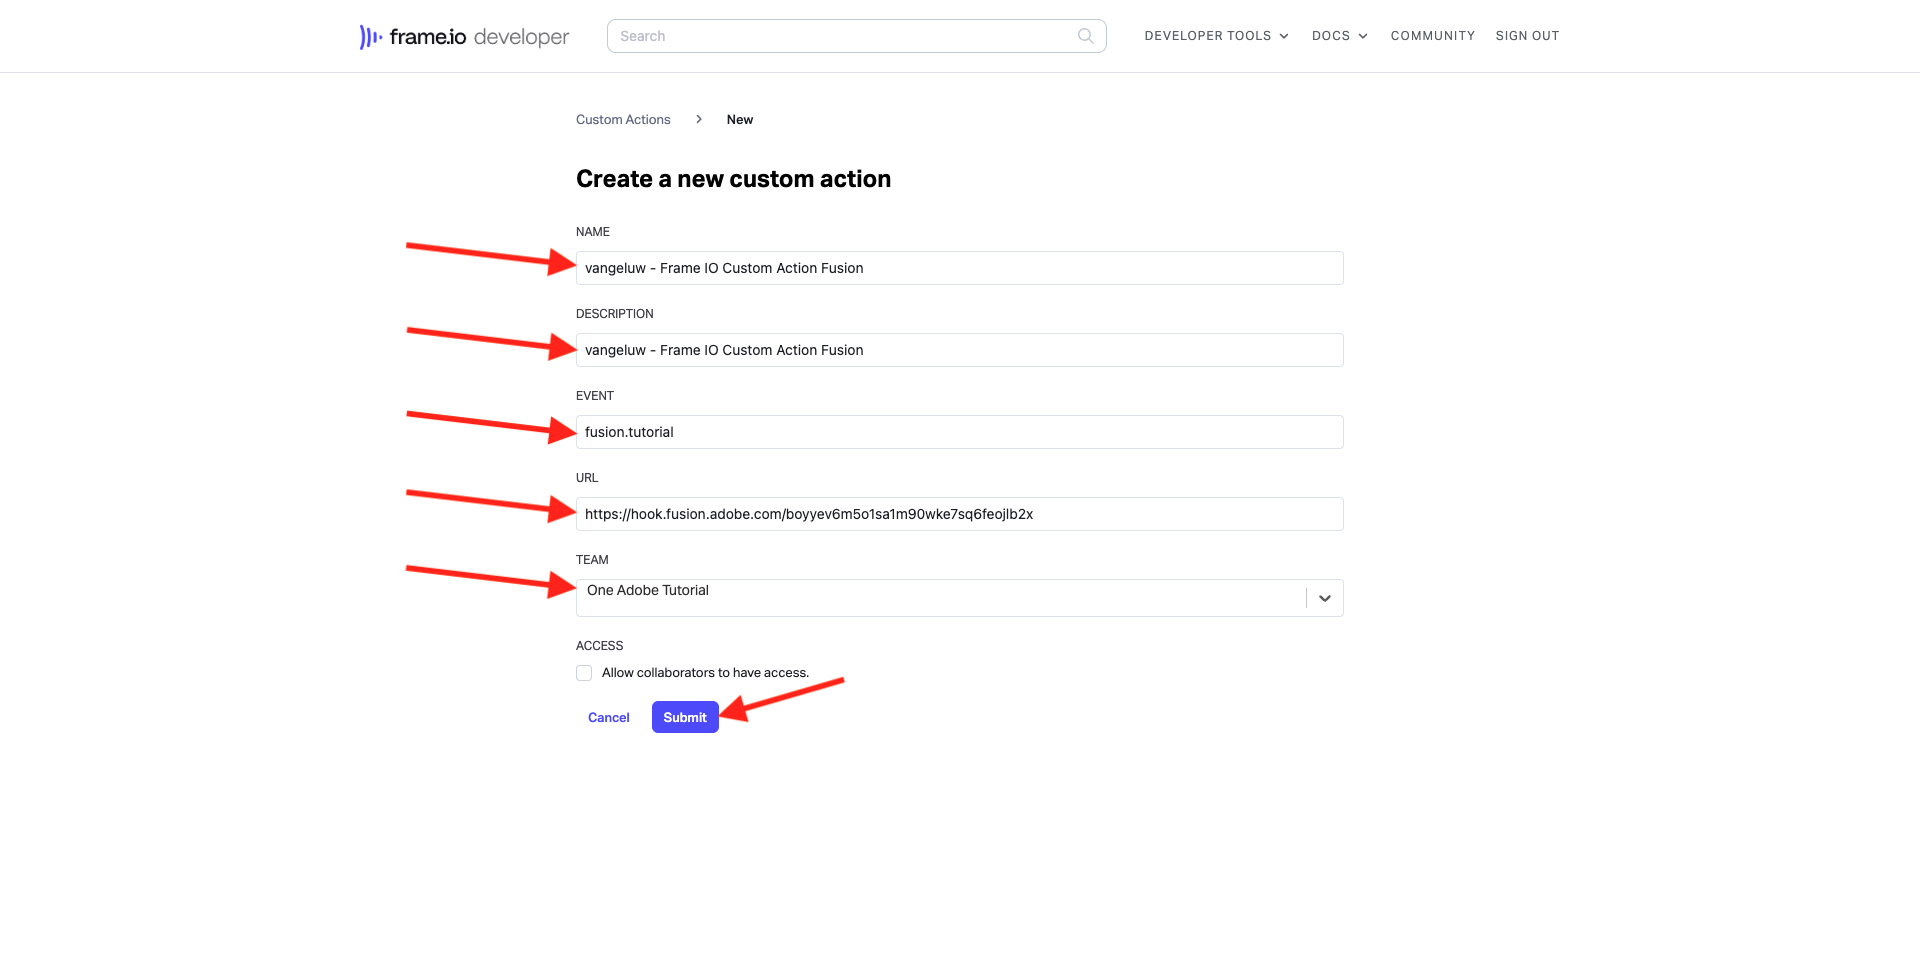 frame.io developer
Search
DEVELOPER TOOLS
DOCS
COMMUNITY
SIGN OUT
Custom Actions
New
Create a new custom action
NAME
vangeluw - Frame IO Custom Action Fusion
DESCRIPTION
vangeluw - Frame IO Custom Action Fusion
EVENT
fusion.tutorial
URL
https://hook.fusion.adobe.com/boyyev6m5o1sa1m90wke7sq6feojlb2x
TEAM
One Adobe Tutorial
ACCESS
Allow collaborators to have access.
Cancel
Submit